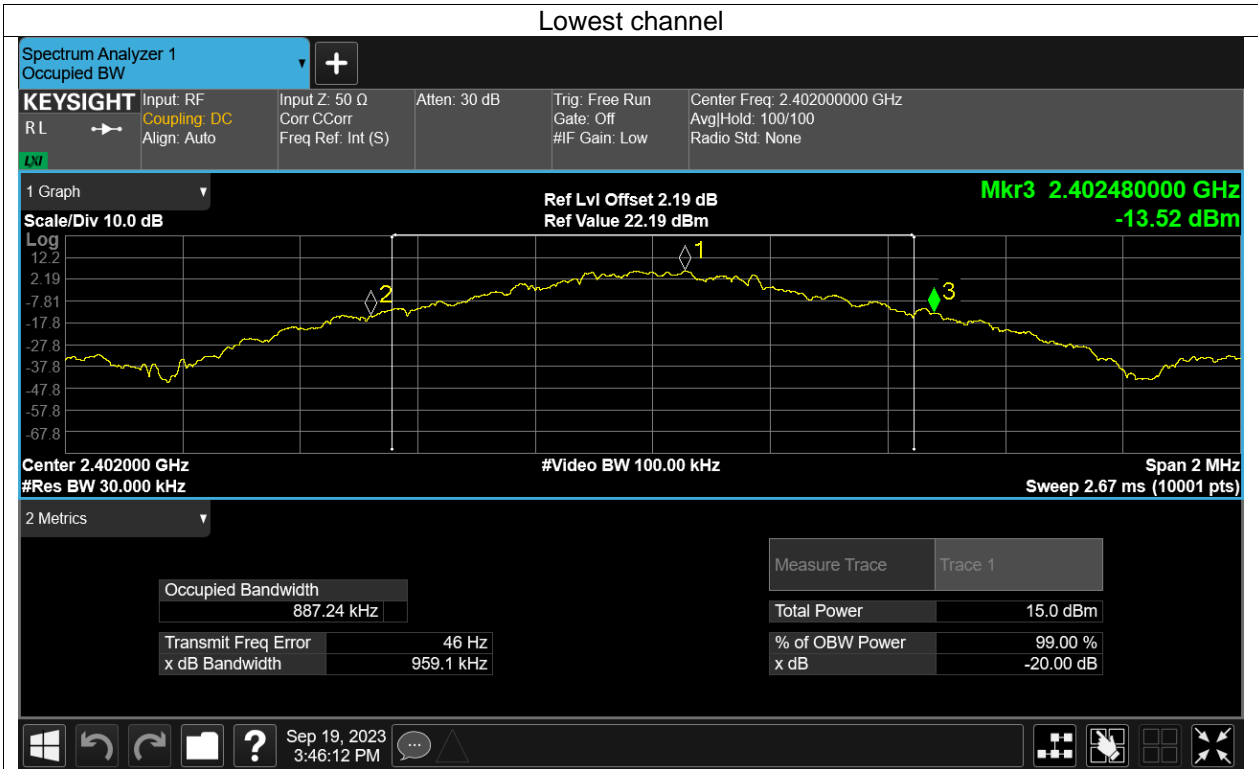 Lowest channel
Spectrum Analyzer 1
Occupied BW
KEYSIGHT
R L
LXI
Input: RF
Coupling: DC
Align: Auto
Input Z: 50 Ω
Corr CCorr
Freq Ref: Int (S)
Atten: 30 dB
Trig: Free Run
Gate: Off
#IF Gain: Low
Center Freq: 2.402000000 GHz
Avg|Hold: 100/100
Radio Std: None
1 Graph
Scale/Div 10.0 dB
Ref Lvl Offset 2.19 dB
Ref Value 22.19 dBm
Mkr3 2.402480000 GHz
-13.52 dBm
Log
12.2
2.19
-7.81
-17.8
-27.8
-37.8
-47.8
-57.8
-67.8
1
2
3
Center 2.402000 GHz
#Res BW 30.000 kHz
#Video BW 100.00 kHz
Span 2 MHz
Sweep 2.67 ms (10001 pts)
2 Metrics
Measure Trace Trace 1
Occupied Bandwidth
887.24 kHz
Total Power 15.0 dBm
Transmit Freq Error 46 Hz
% of OBW Power 99.00 %
x dB Bandwidth 959.1 kHz
x dB -20.00 dB
?
Sep 19, 2023
3:46:12 PM